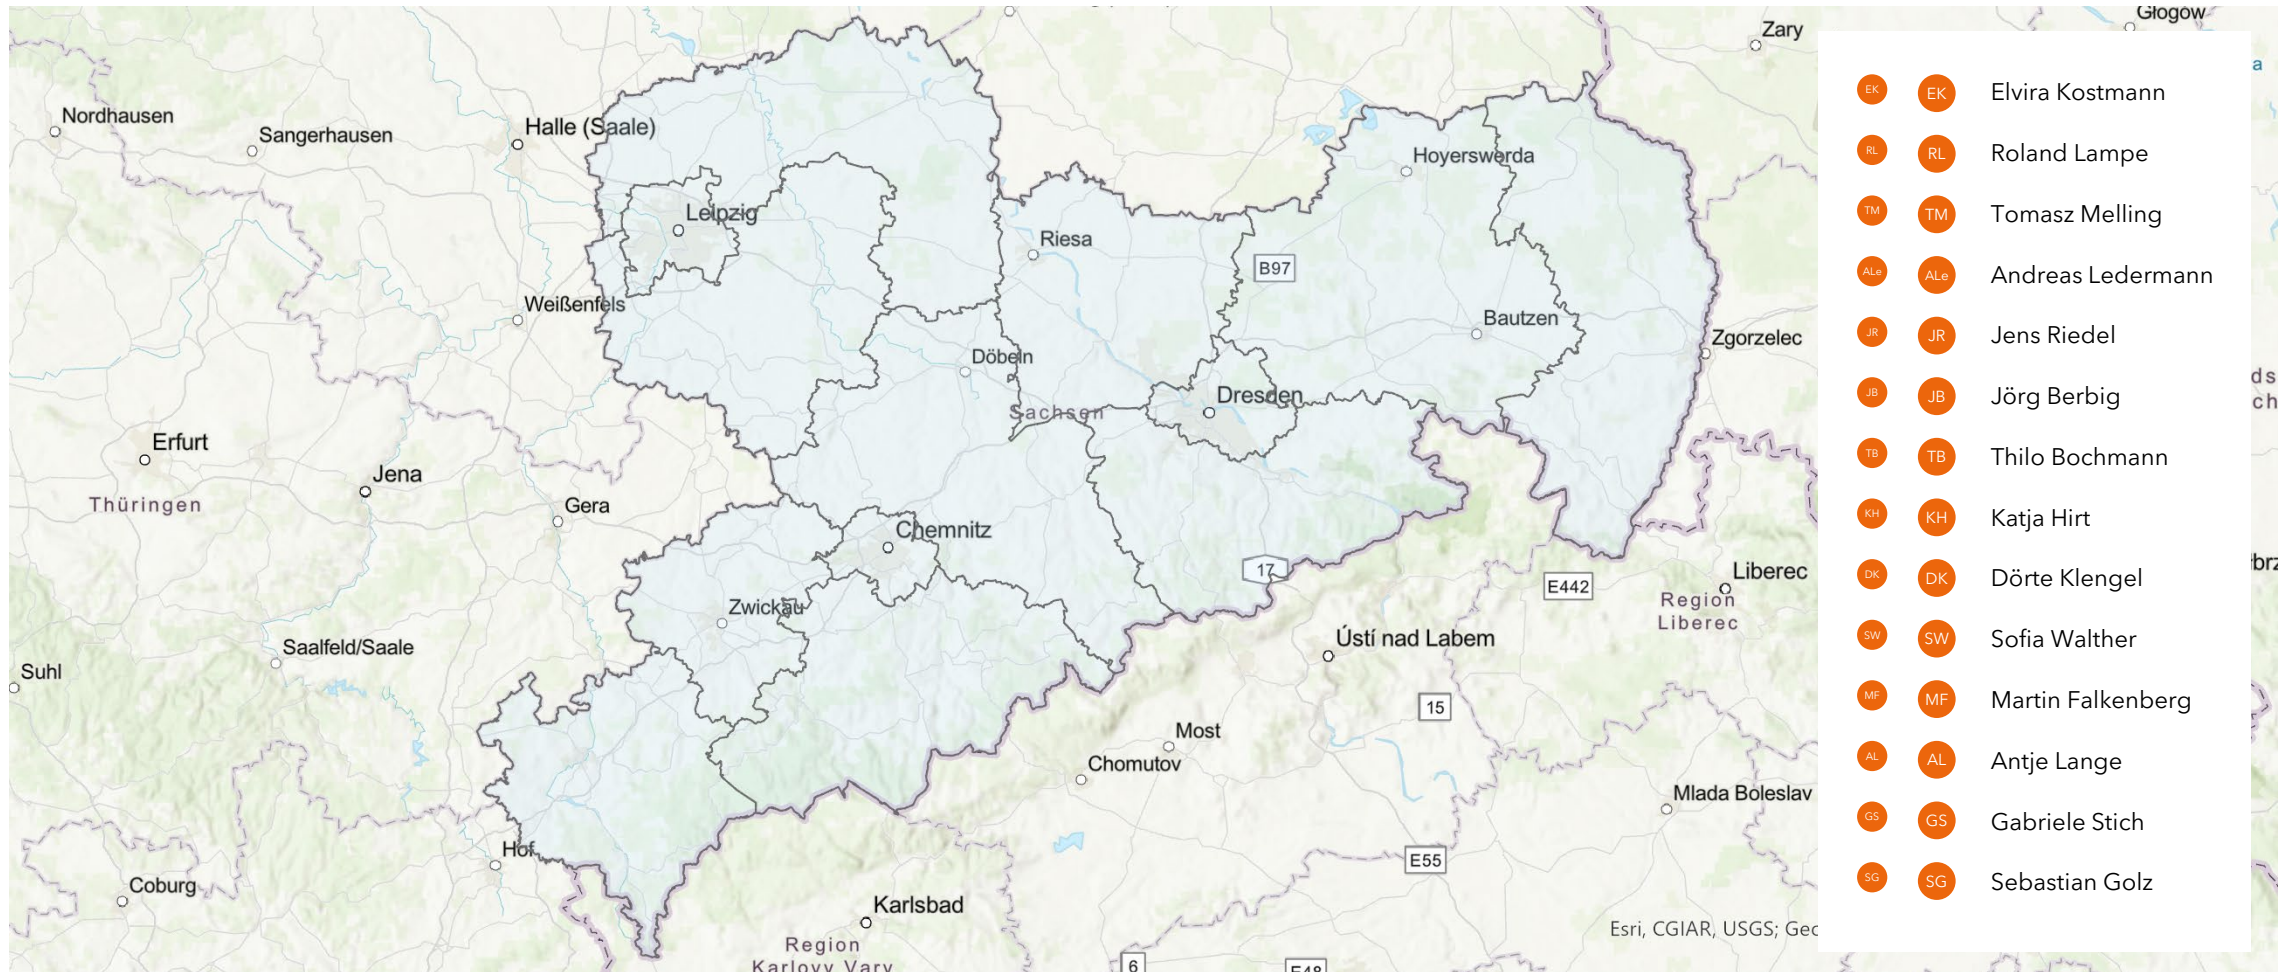 Głogów
Zary
Nordhausen
Sangerhausen
Halle (Saale)
Hoyerswerda
Leipzig
Riesa
B97
Weißenfels
Bautzen
Zgorzelec
Döbeln
Dresden
Sachsen
Erfurt
Jena
Thüringen
Gera
Chemnitz
17
E442
Liberec
Region
Liberec
Zwickau
Saalfeld/Saale
Ústí nad Labem
Suhl
15
Most
Chomutov
Mlada Boleslav
Hof
E55
Coburg
Karlsbad
Region
Karlovy Vary
6
E48
Esri, CGIAR, USGS; Geo
EK EK Elvira Kostmann
RL RL Roland Lampe
TM TM Tomasz Melling
ALe ALe Andreas Ledermann
JR JR Jens Riedel
JB JB Jörg Berbig
TB TB Thilo Bochmann
KH KH Katja Hirt
DK DK Dörte Klengel
SW SW Sofia Walther
MF MF Martin Falkenberg
AL AL Antje Lange
GS GS Gabriele Stich
SG SG Sebastian Golz